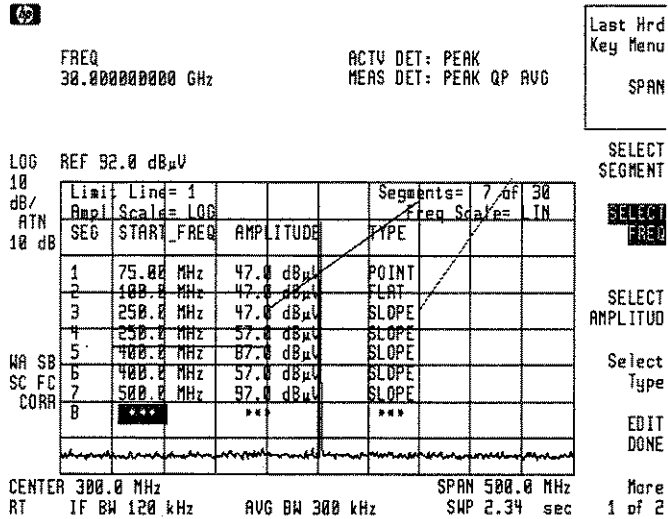 hp
Last Hrd
Key Menu
SPAN
FREQ
30.000000000 GHz
ACTV DET: PEAK
MEAS DET: PEAK QP AVG
LOG REF 92.0 dBµV
10
dB/
ATN
10 dB
Limit Line= 1 Segments= 7 of 30
Ampl Scale= LOG Freq Scale= LIN
SEG START_FREQ AMPLITUDE TYPE
1 75.00 MHz 47.0 dBµV POINT
2 100.0 MHz 47.0 dBµV FLAT
3 250.0 MHz 47.0 dBµV SLOPE
4 250.0 MHz 57.0 dBµV SLOPE
5 400.0 MHz 87.0 dBµV SLOPE
6 400.0 MHz 57.0 dBµV SLOPE
7 500.0 MHz 97.0 dBµV SLOPE
8 *** *** ***
WA SB
SC FC
CORR
SELECT
SEGMENT
SELECT
FREQ
SELECT
AMPLITUD
Select
Type
EDIT
DONE
More
1 of 2
CENTER 300.0 MHz SPAN 500.0 MHz
RT IF BW 120 kHz AVG BW 300 kHz SWP 2.34 sec